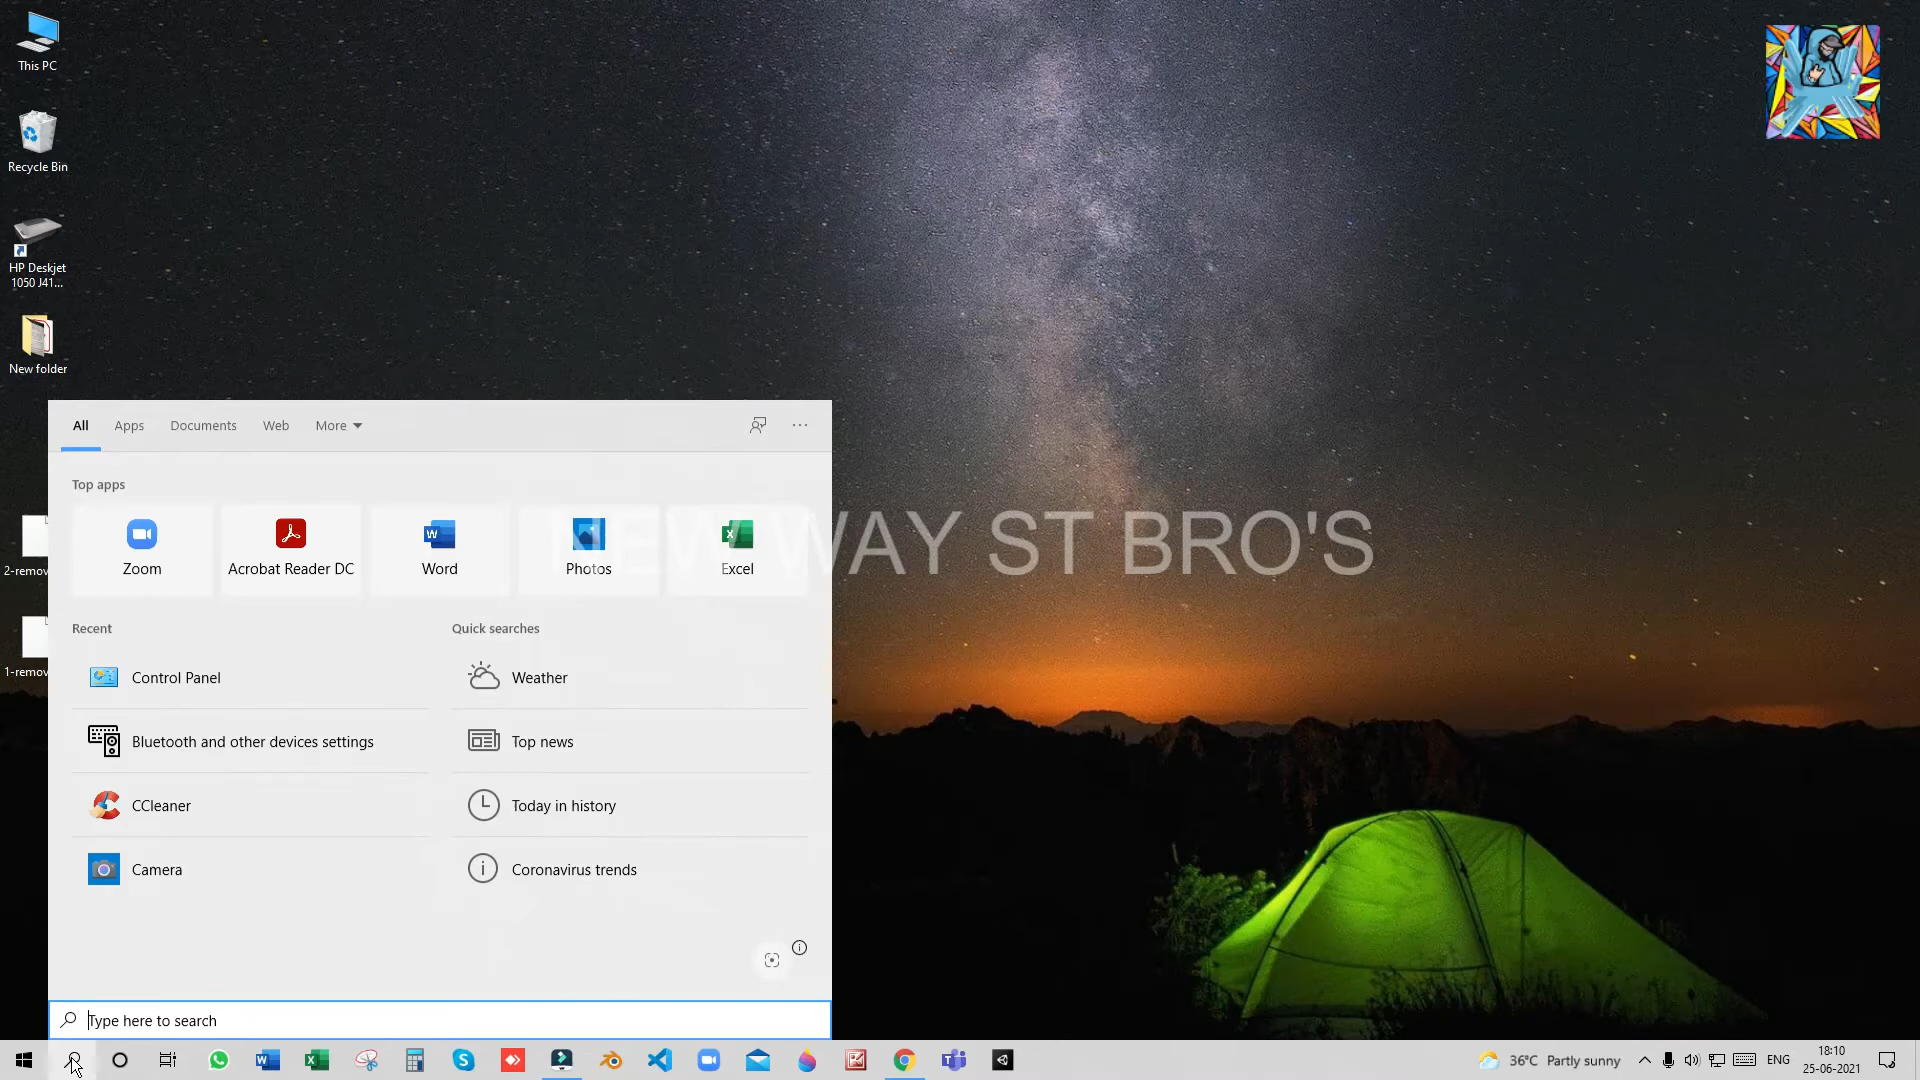 This PC
Recycle Bin
HP Deskjet
1050 J41...
New folder
2-remov
1-remov
All
Apps
Documents
Web
More
Top apps
Zoom
Acrobat Reader DC
Word
Photos
Excel
NEW WAY ST BRO'S
Recent
Quick searches
Control Panel
Weather
Bluetooth and other devices settings
Top news
CCleaner
Today in history
Camera
Coronavirus trends
Type here to search
36°C Partly sunny
ENG
18:10
25-06-2021